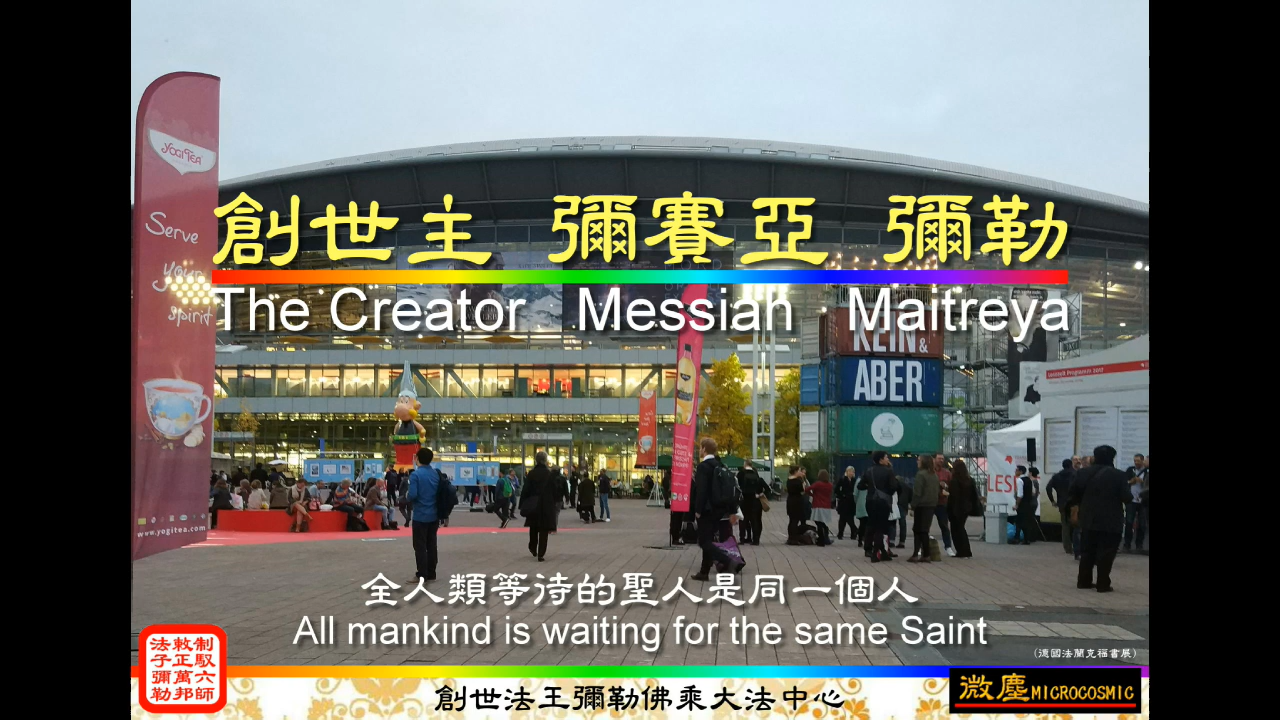 YOGI TEA
Serve
your
spirit
www.yogitea.com
創世主 彌賽亞 彌勒
The Creator Messiah Maitreya
KEIN &
ABER
LES
全人類等待的聖人是同一個人
All mankind is waiting for the same Saint
(德國法蘭克福書展)
制馭六師
敕正萬邦
法子彌勒
創世法王彌勒佛乘大法中心
微塵MICROCOSMIC